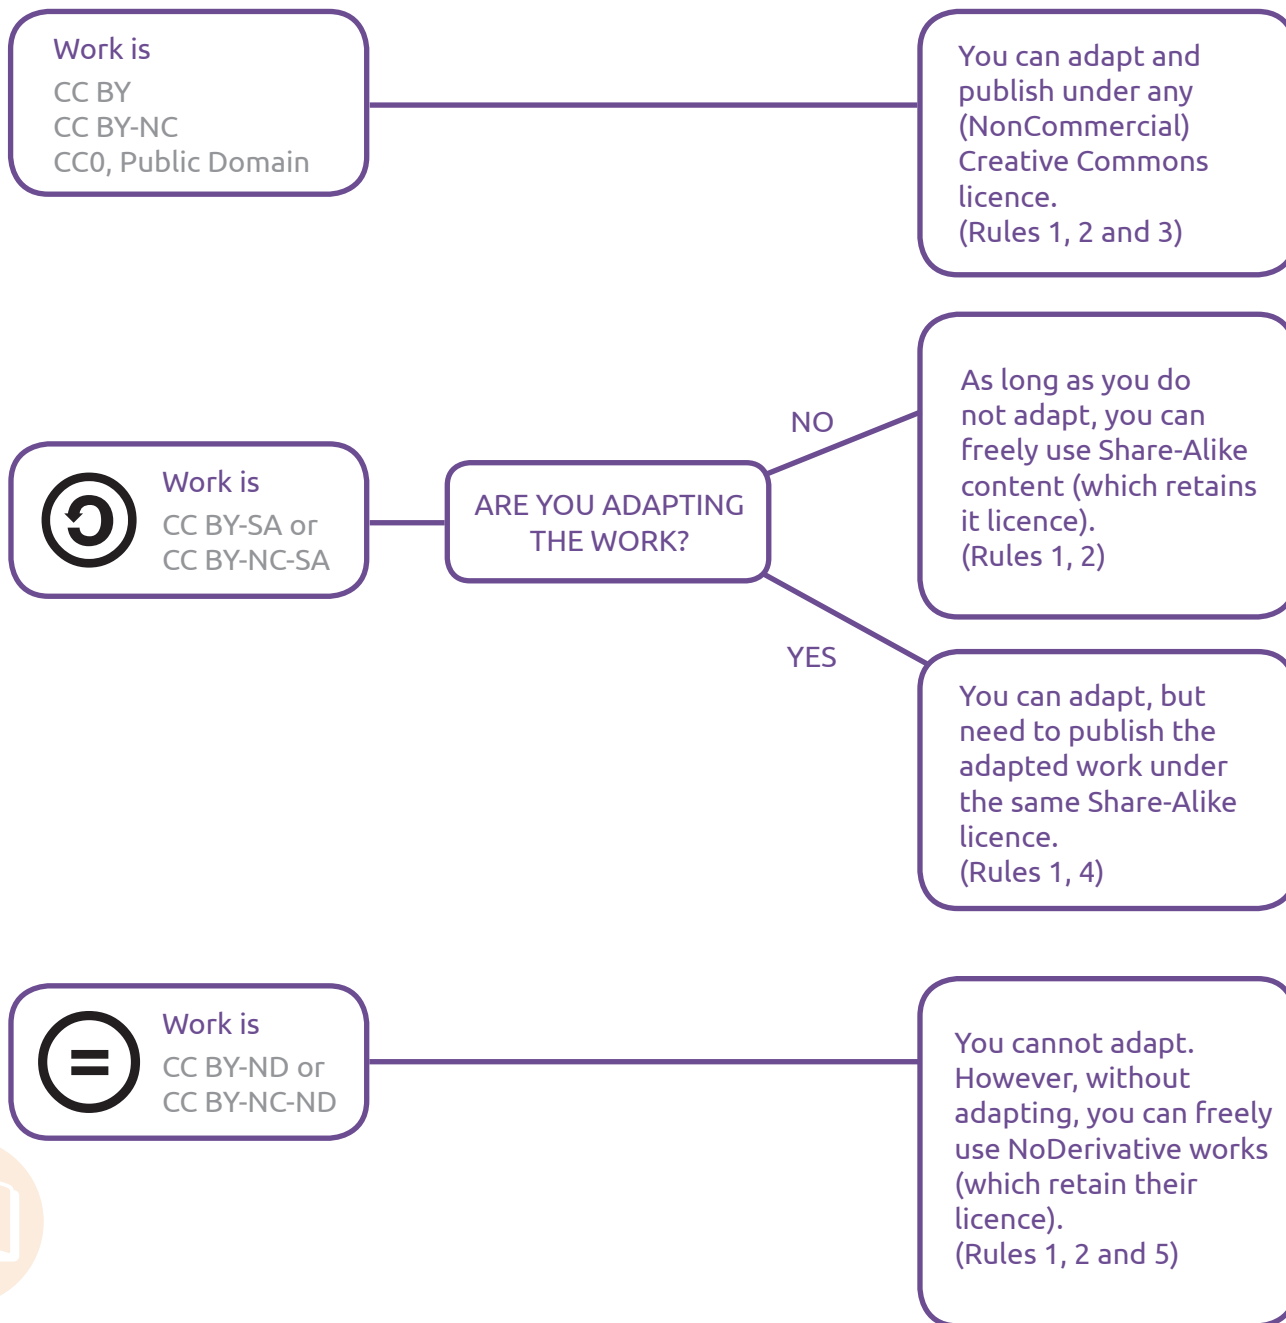 Work is
CC BY
CC BY-NC
CC0, Public Domain
You can adapt and
publish under any
(NonCommercial)
Creative Commons
licence.
(Rules 1, 2 and 3)
Work is
CC BY-SA or
CC BY-NC-SA
ARE YOU ADAPTING
THE WORK?
NO
As long as you do
not adapt, you can
freely use Share-Alike
content (which retains
it licence).
(Rules 1, 2)
YES
You can adapt, but
need to publish the
adapted work under
the same Share-Alike
licence.
(Rules 1, 4)
Work is
CC BY-ND or
CC BY-NC-ND
You cannot adapt.
However, without
adapting, you can freely
use NoDerivative works
(which retain their
licence).
(Rules 1, 2 and 5)